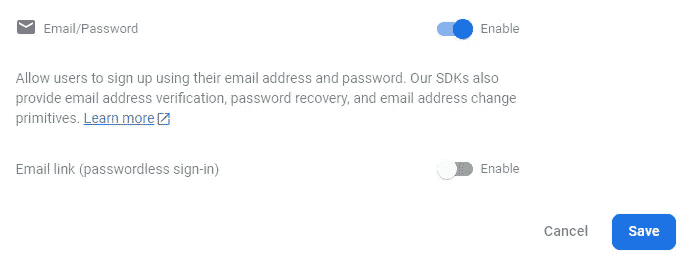 Email/Password Enable
Allow users to sign up using their email address and password. Our SDKs also
provide email address verification, password recovery, and email address change
primitives. Learn more
Email link (passwordless sign-in) Enable
Cancel Save